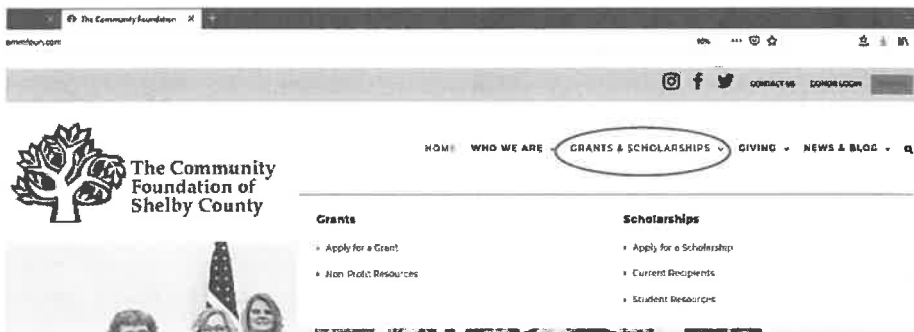 The Community Foundation X +
90% ...
CONTACT US DONOR LOGIN
The Community
Foundation of
Shelby County
HOME WHO WE ARE GRANTS & SCHOLARSHIPS GIVING NEWS & BLOG
Grants Scholarships
Apply for a Grant Apply for a Scholarship
Non Profit Resources Current Recipients
Student Resources